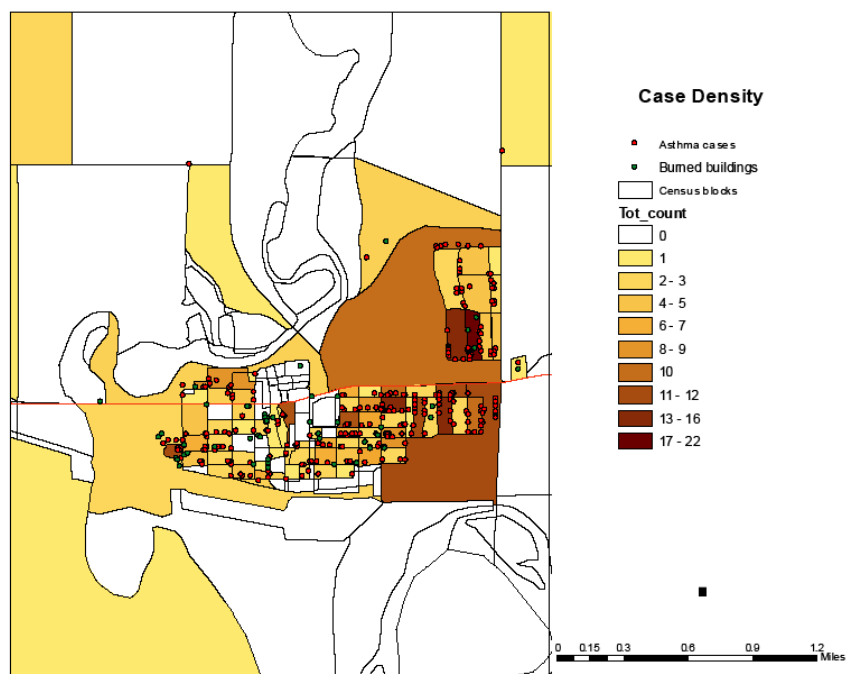 Case Density
Asthma cases
Burned buildings
Census blocks
Tot_count
0
1
2 - 3
4 - 5
6 - 7
8 - 9
10
11 - 12
13 - 16
17 - 22
0 0.15 0.3 0.6 0.9 1.2
Miles